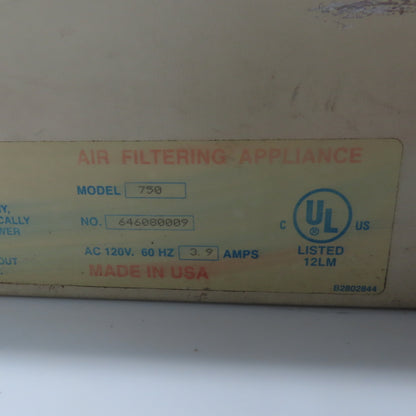 AIR FILTERING APPLIANCE
MODEL 750
NO. 646080009
AC 120V. 60 HZ 3.9 AMPS
MADE IN USA
C UL ® US
LISTED
12LM
B2802844
Y,
CALLY
WER
OUT